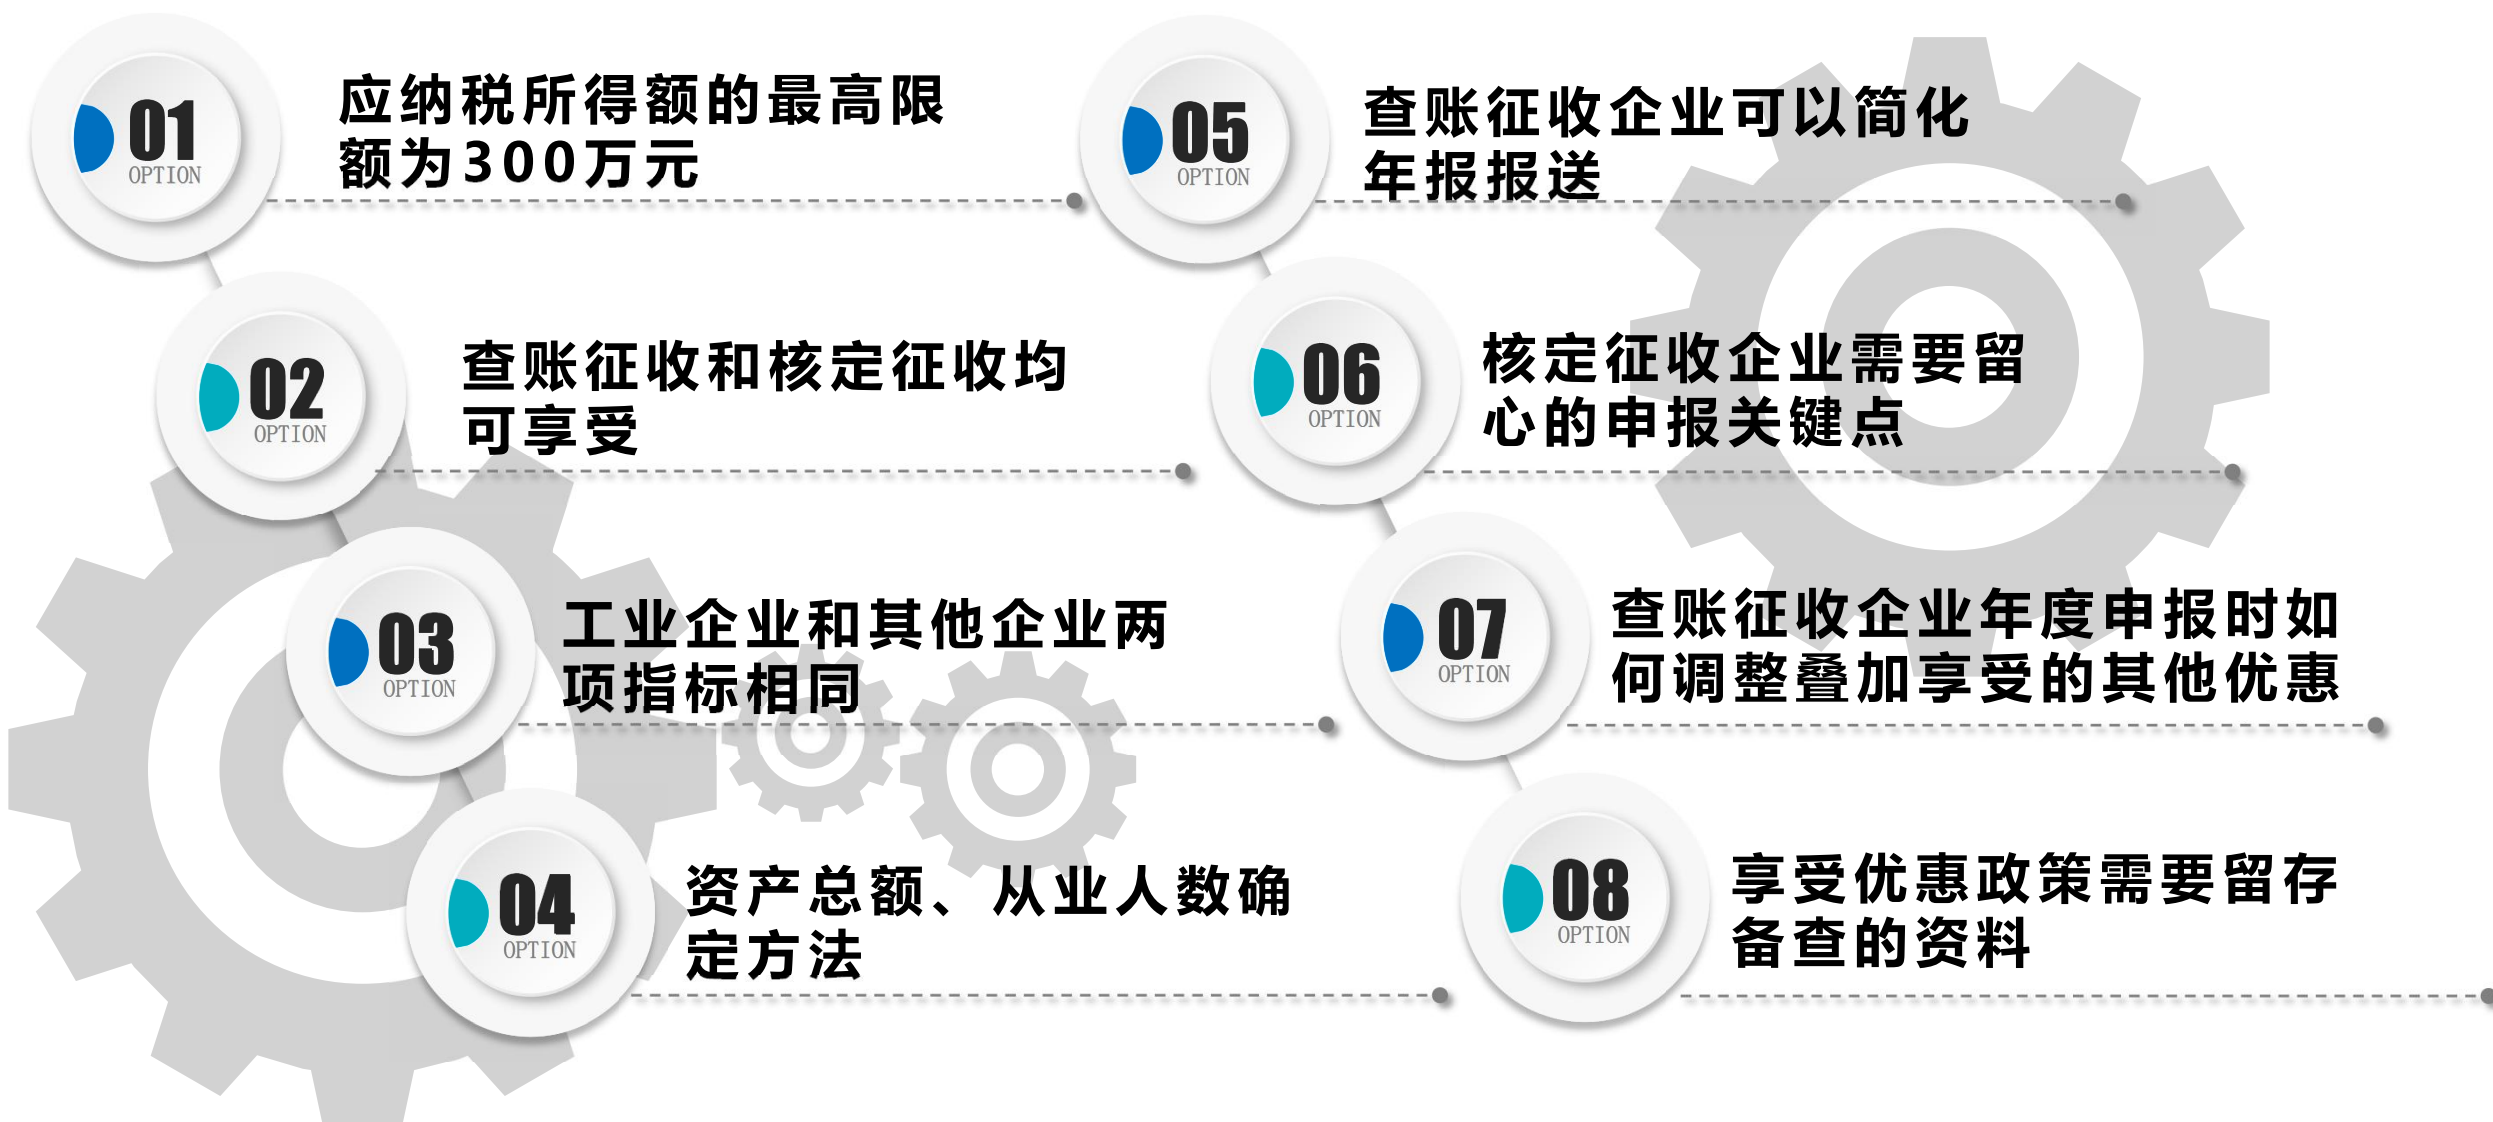 01
OPTION
应纳税所得额的最高限
额为300万元
02
OPTION
查账征收和核定征收均
可享受
03
OPTION
工业企业和其他企业两
项指标相同
04
OPTION
资产总额、从业人数确
定方法
05
OPTION
查账征收企业可以简化
年报报送
06
OPTION
核定征收企业需要留
心的申报关键点
07
OPTION
查账征收企业年度申报时如
何调整叠加享受的其他优惠
08
OPTION
享受优惠政策需要留存
备查的资料